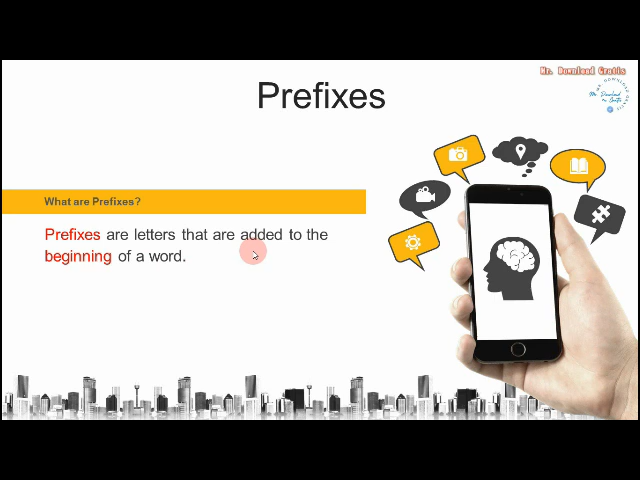 Mr. Download Gratis
Prefixes
What are Prefixes?
Prefixes are letters that are added to the
beginning of a word.